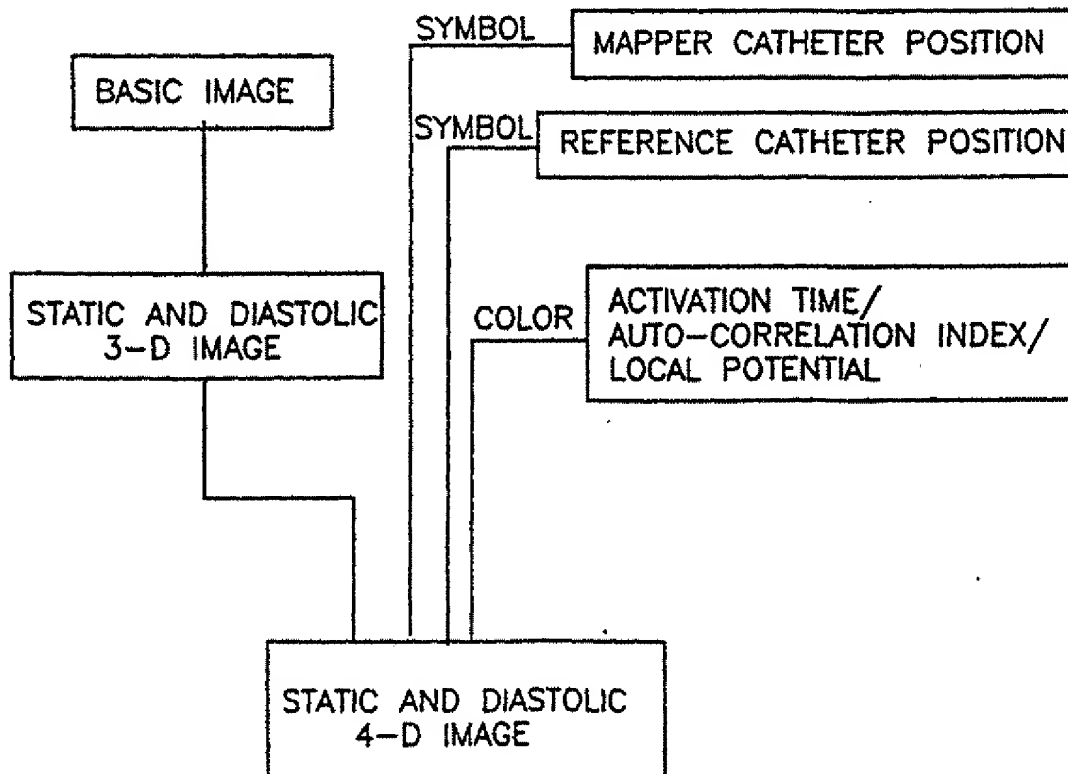 SYMBOL
MAPPER CATHETER POSITION
BASIC IMAGE
SYMBOL
REFERENCE CATHETER POSITION
STATIC AND DIASTOLIC
3-D IMAGE
COLOR
ACTIVATION TIME/
AUTO-CORRELATION INDEX/
LOCAL POTENTIAL
STATIC AND DIASTOLIC
4-D IMAGE